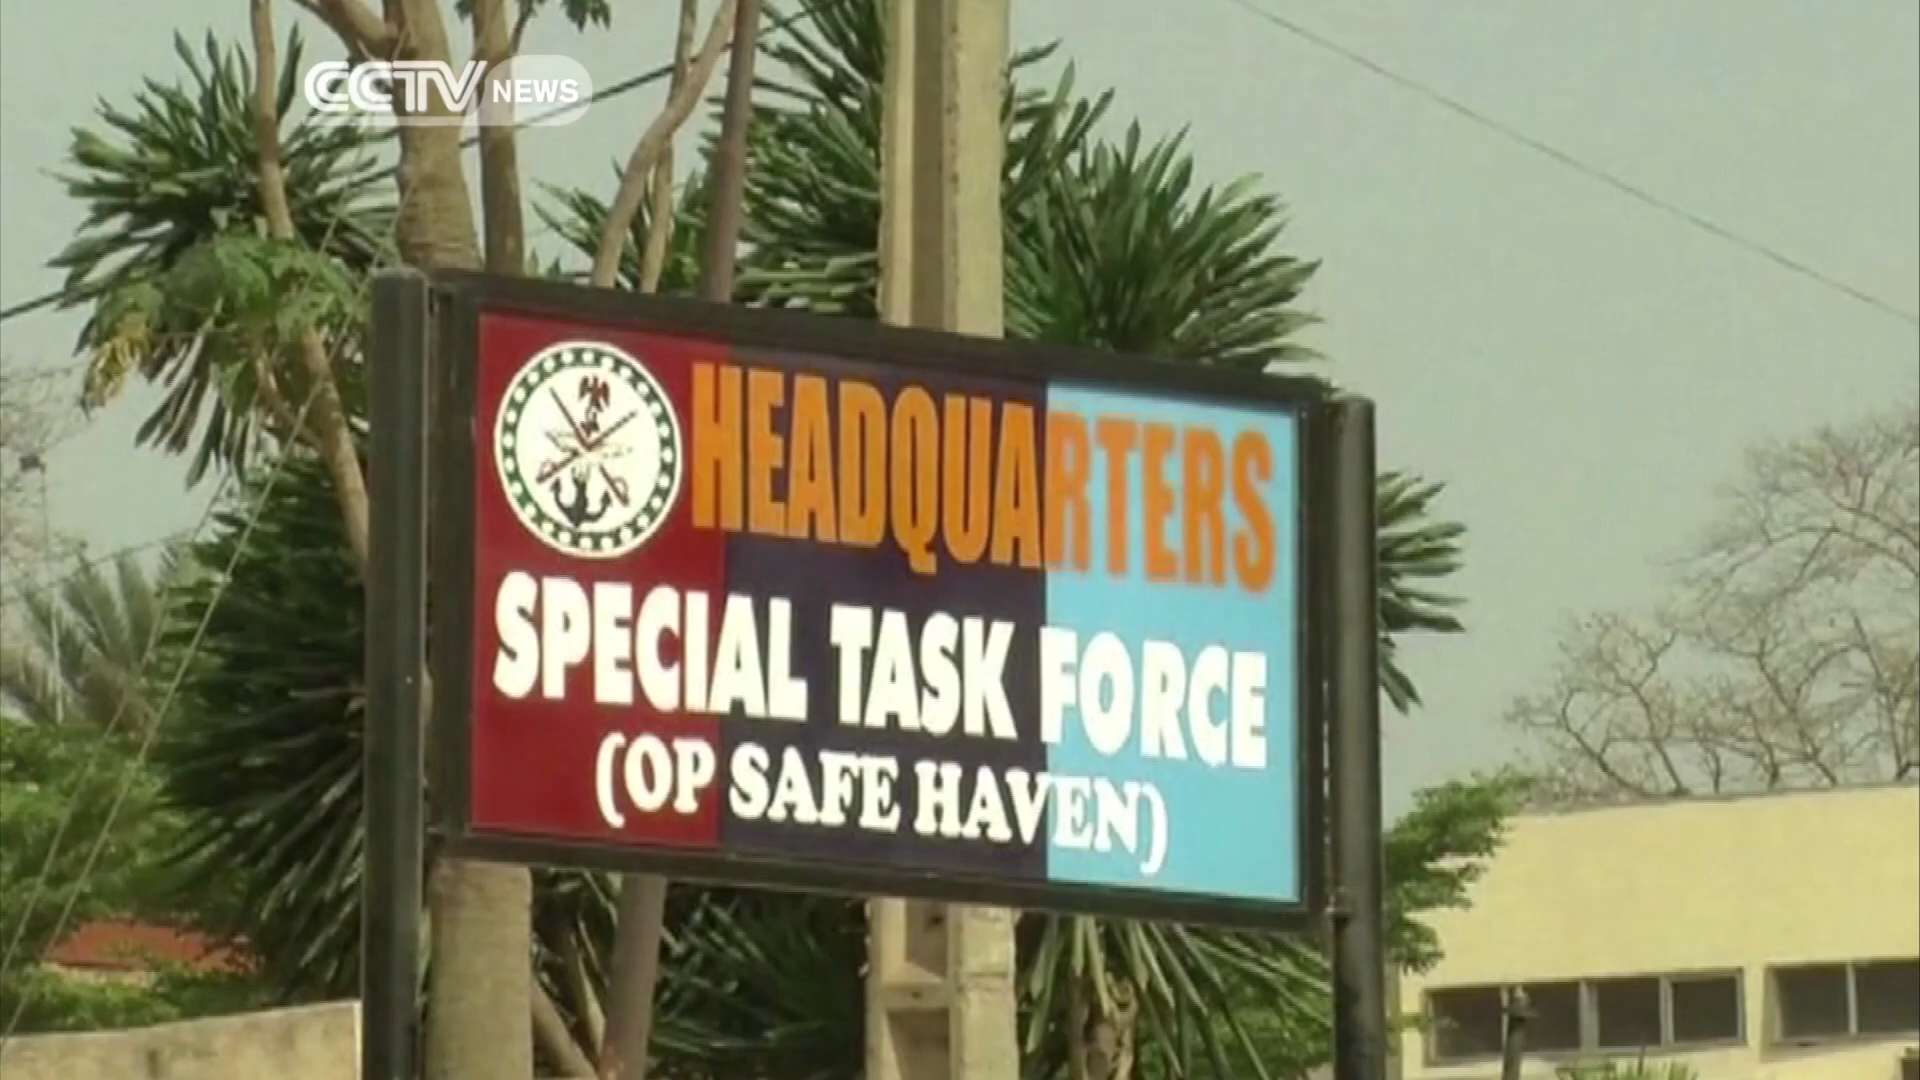 CCTV NEWS
HEADQUARTERS
SPECIAL TASK FORCE
(OP SAFE HAVEN)